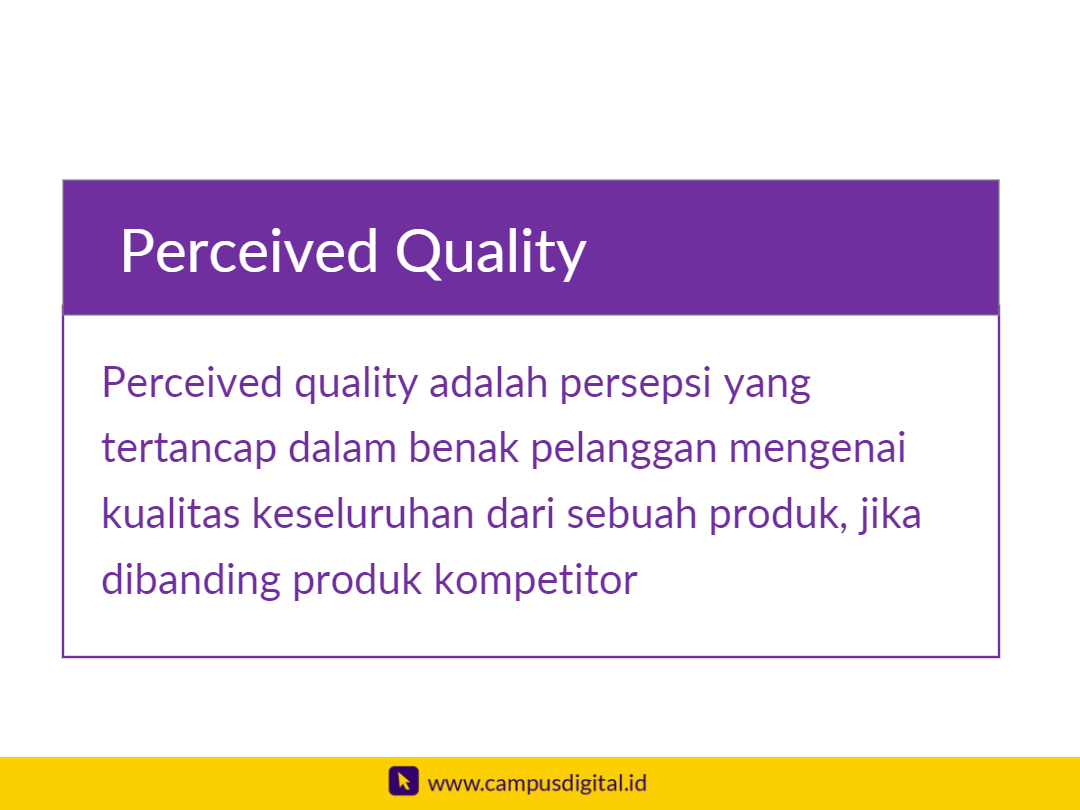 Perceived Quality
Perceived quality adalah persepsi yang
tertancap dalam benak pelanggan mengenai
kualitas keseluruhan dari sebuah produk, jika
dibanding produk kompetitor
www.campusdigital.id